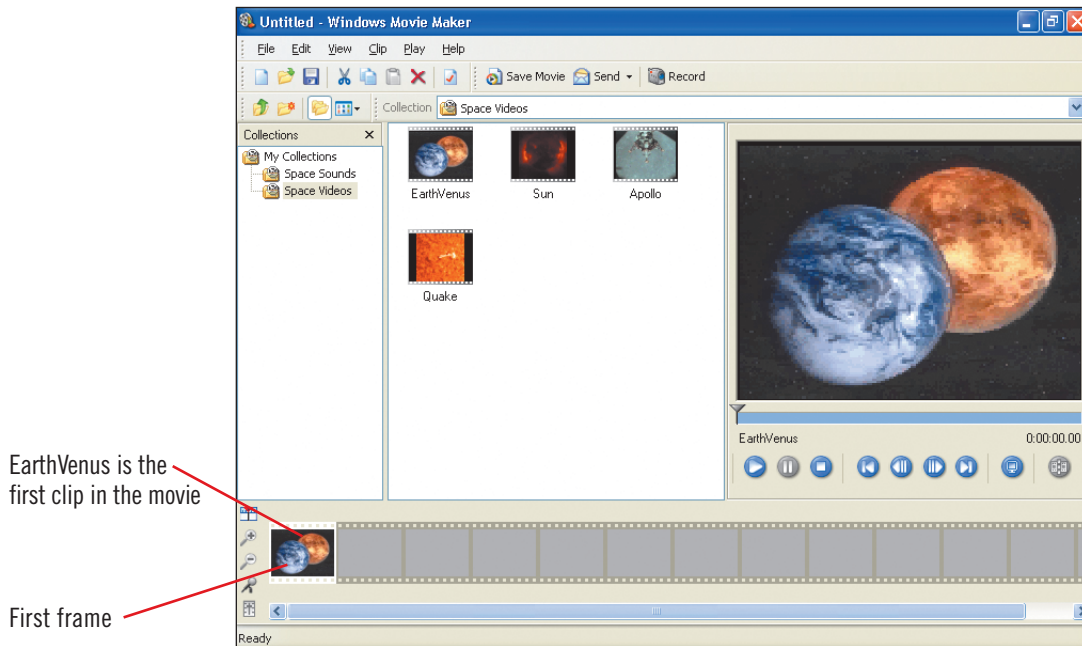 Untitled - Windows Movie Maker
File Edit View Clip Play Help
Save Movie Send Record
Collection Space Videos
Collections
My Collections
Space Sounds
Space Videos
EarthVenus Sun Apollo
Quake
EarthVenus 0:00:00.00
EarthVenus is the
first clip in the movie
First frame
Ready